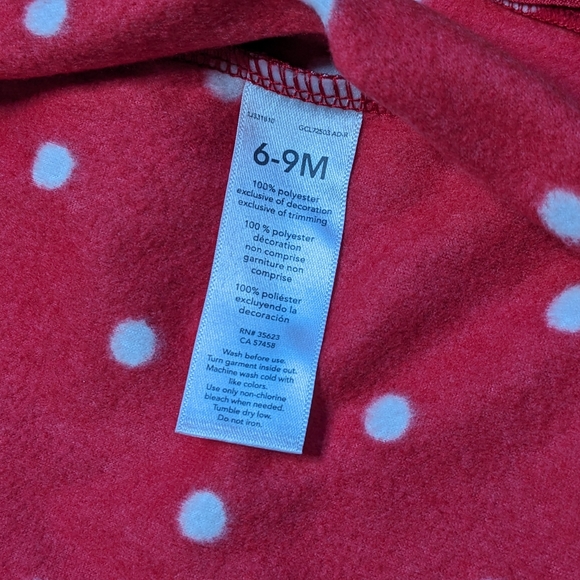 GCL72503 AD-R
6-9M
100% polyester
exclusive of decoration
exclusive of trimming
100 % polyester
décoration
non comprise
garniture non
comprise
100% poliéster
excluyendo la
decoración
RN# 35623
CA 57458
Wash before use.
Turn garment inside out.
Machine wash cold with
like colors.
Use only non-chlorine
bleach when needed.
Tumble dry low.
Do not iron.